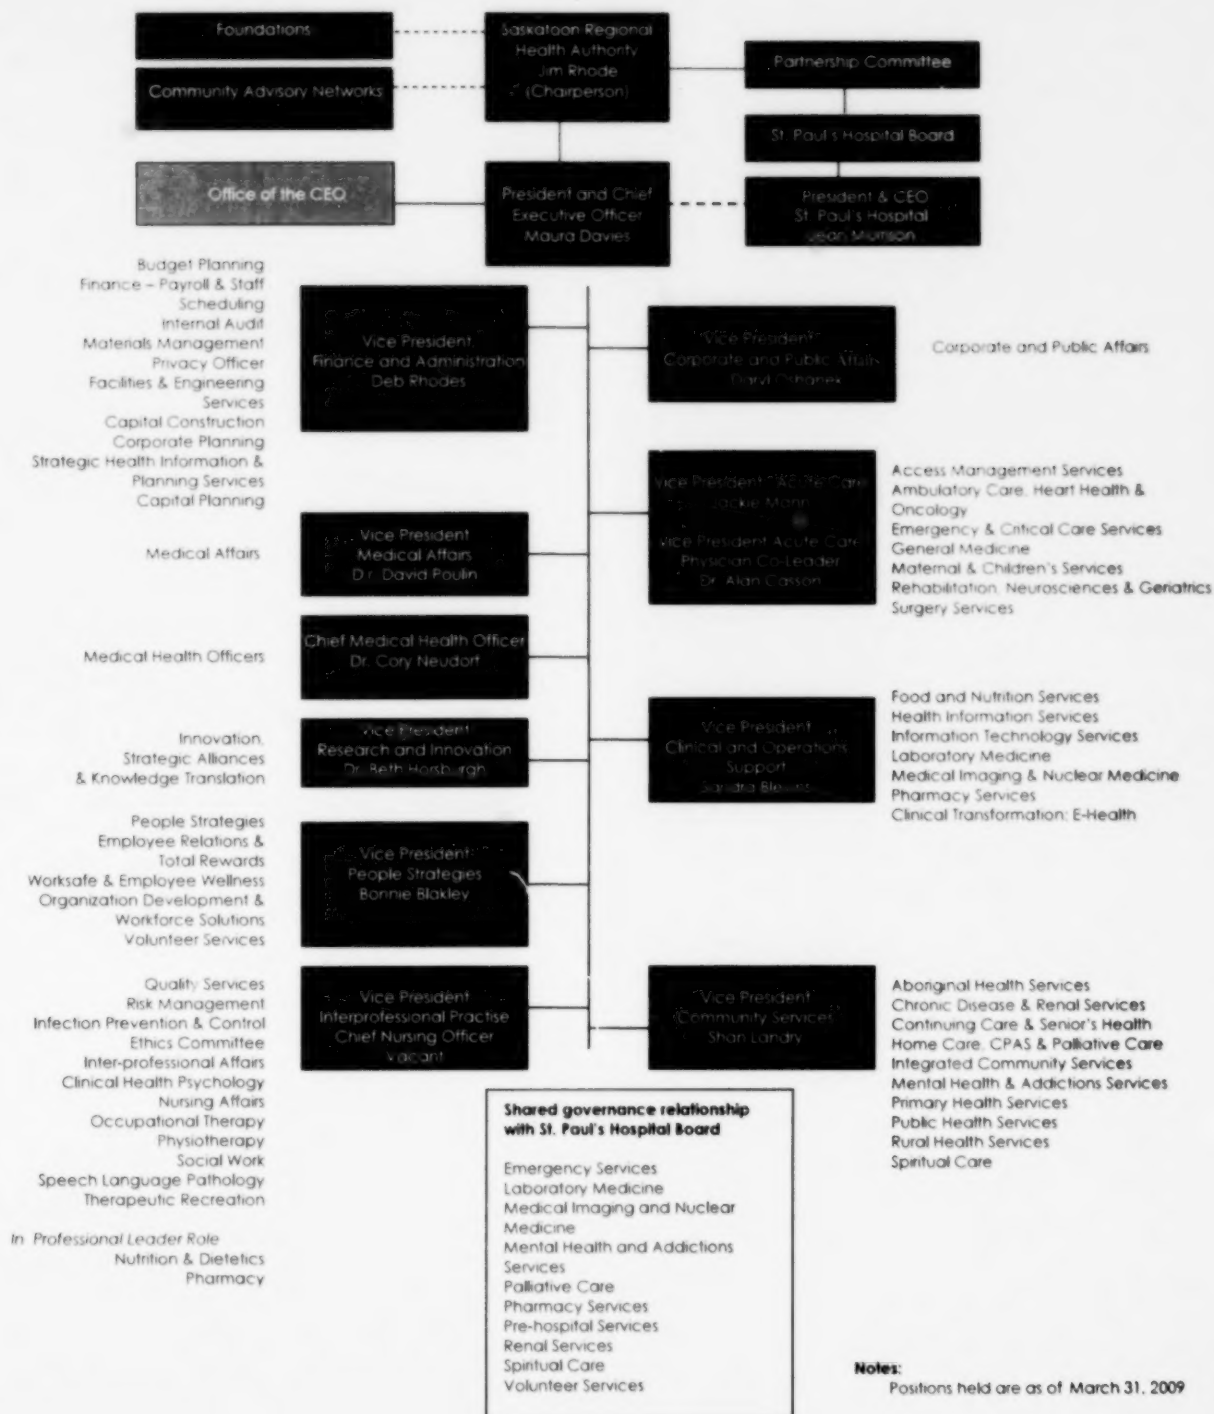 Foundations
Saskatoon Regional
Health Authority
Jim Rhode
(Chairperson)
Partnership Committee
Community Advisory Networks
St. Paul's Hospital Board
Office of the CEO
President and Chief
Executive Officer
Maura Davies
President & CEO
St. Paul's Hospital
Jean
Budget Planning
Finance – Payroll & Staff
Scheduling
Internal Audit
Materials Management
Privacy Officer
Facilities & Engineering
Services
Capital Construction
Corporate Planning
Strategic Health Information &
Planning Services
Capital Planning
Vice President
Finance and Administration
Deb Rhodes
Vice President
Corporate and Public Affairs
Daryl Oshanek
Corporate and Public Affairs
Vice President Acute Care
Jackie Mann
Vice President Acute Care
Physician Co-Leader
Dr. Alan Casson
Access Management Services
Ambulatory Care, Heart Health &
Oncology
Emergency & Critical Care Services
General Medicine
Maternal & Children's Services
Rehabilitation, Neurosciences & Geriatrics
Surgery Services
Medical Affairs
Vice President
Medical Affairs
Dr. David Poulin
Medical Health Officers
Chief Medical Health Officer
Dr. Cory Neudorf
Innovation,
Strategic Alliances
& Knowledge Translation
Vice President
Research and Innovation
Dr. Beth Horsburgh
Vice President
Clinical and Operations
Support
Sandra Blevins
Food and Nutrition Services
Health Information Services
Information Technology Services
Laboratory Medicine
Medical Imaging & Nuclear Medicine
Pharmacy Services
Clinical Transformation; E-Health
People Strategies
Employee Relations &
Total Rewards
Worksafe & Employee Wellness
Organization Development &
Workforce Solutions
Volunteer Services
Vice President
People Strategies
Bonnie Blakley
Quality Services
Risk Management
Infection Prevention & Control
Ethics Committee
Inter-professional Affairs
Clinical Health Psychology
Nursing Affairs
Occupational Therapy
Physiotherapy
Social Work
Speech Language Pathology
Therapeutic Recreation
In Professional Leader Role
Nutrition & Dietetics
Pharmacy
Vice President
Interprofessional Practise
Chief Nursing Officer
Vacant
Vice President
Community Services
Shan Landry
Aboriginal Health Services
Chronic Disease & Renal Services
Continuing Care & Senior's Health
Home Care, CPAS & Palliative Care
Integrated Community Services
Mental Health & Addictions Services
Primary Health Services
Public Health Services
Rural Health Services
Spiritual Care
Shared governance relationship
with St. Paul's Hospital Board
Emergency Services
Laboratory Medicine
Medical Imaging and Nuclear
Medicine
Mental Health and Addictions
Services
Palliative Care
Pharmacy Services
Pre-hospital Services
Renal Services
Spiritual Care
Volunteer Services
Notes:
Positions held are as of March 31, 2009